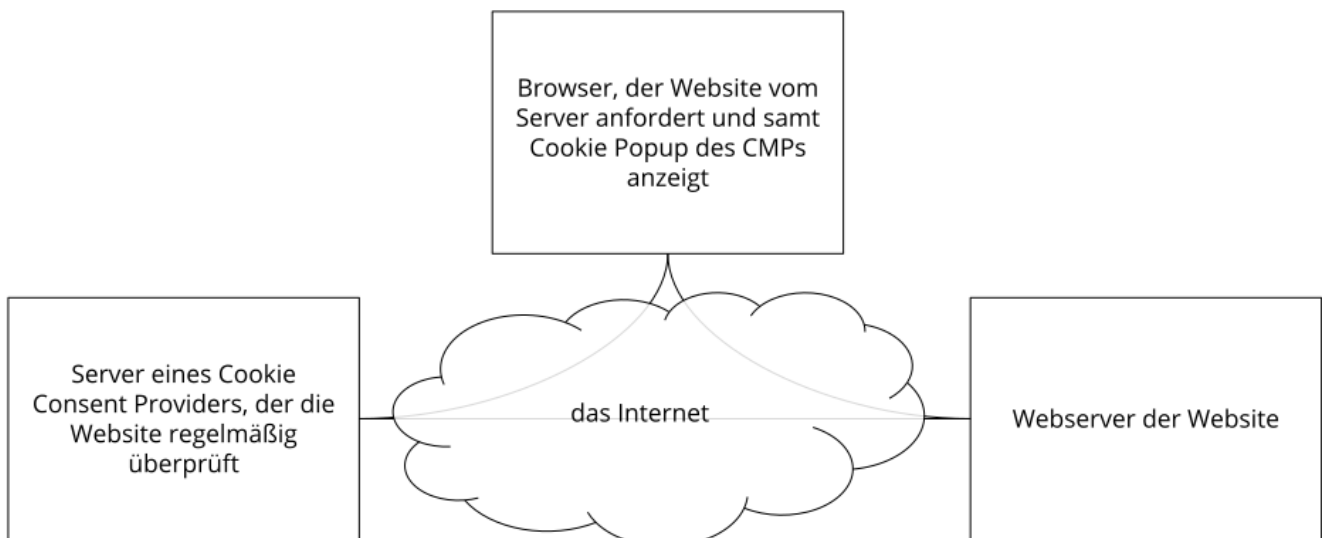 Browser, der Website vom
Server anfordert und samt
Cookie Popup des CMPs
anzeigt
Server eines Cookie
Consent Providers, der die
Website regelmäßig
überprüft
das Internet
Webserver der Website